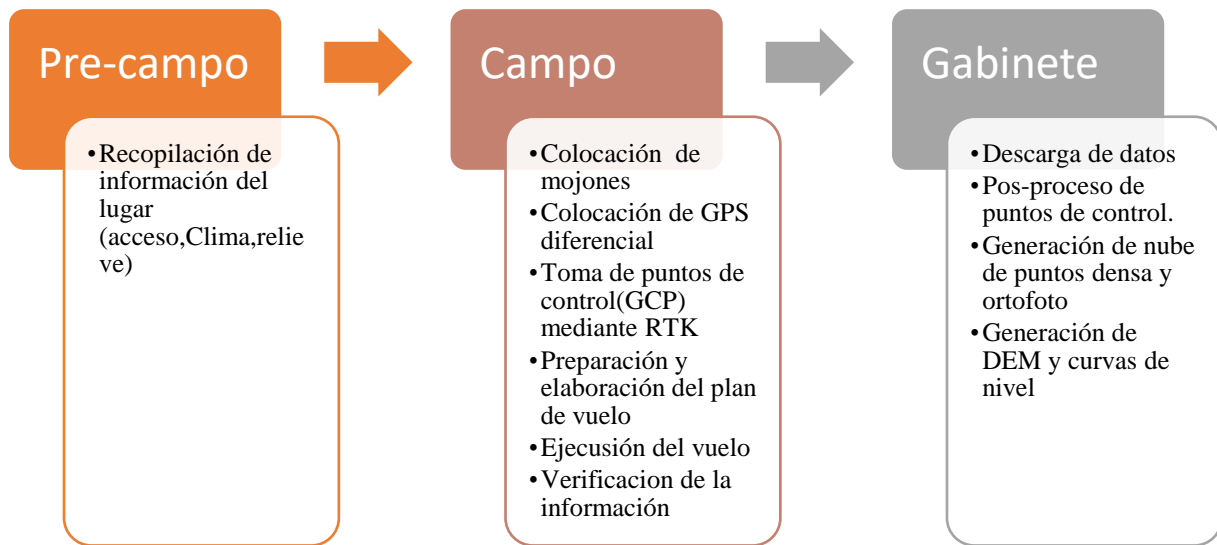 Pre-campo
•Recopilación de
información del
lugar
(acceso,Clima,relie
ve)
Campo
•Colocación de
mojones
•Colocación de GPS
diferencial
•Toma de puntos de
control(GCP)
mediante RTK
•Preparación y
elaboración del plan
de vuelo
•Ejecusión del vuelo
•Verificacion de la
información
Gabinete
•Descarga de datos
•Pos-proceso de
puntos de control.
•Generación de nube
de puntos densa y
ortofoto
•Generación de
DEM y curvas de
nivel